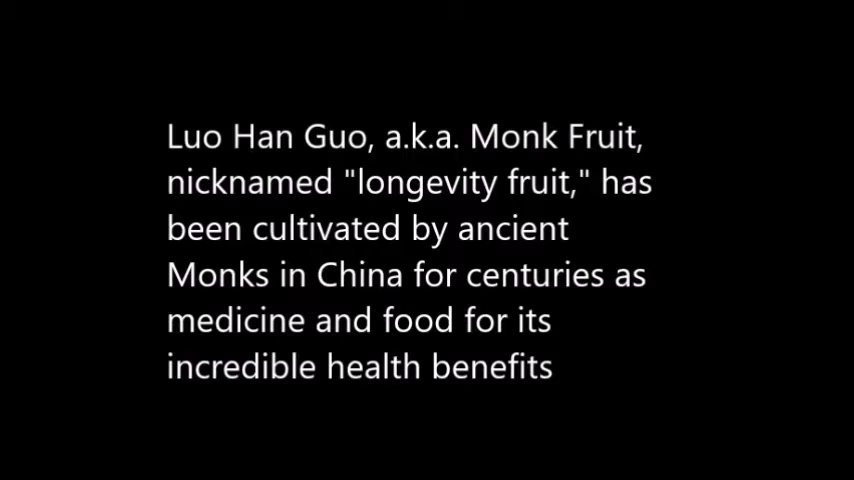 Luo Han Guo, a.k.a. Monk Fruit,
nicknamed "longevity fruit," has
been cultivated by ancient
Monks in China for centuries as
medicine and food for its
incredible health benefits